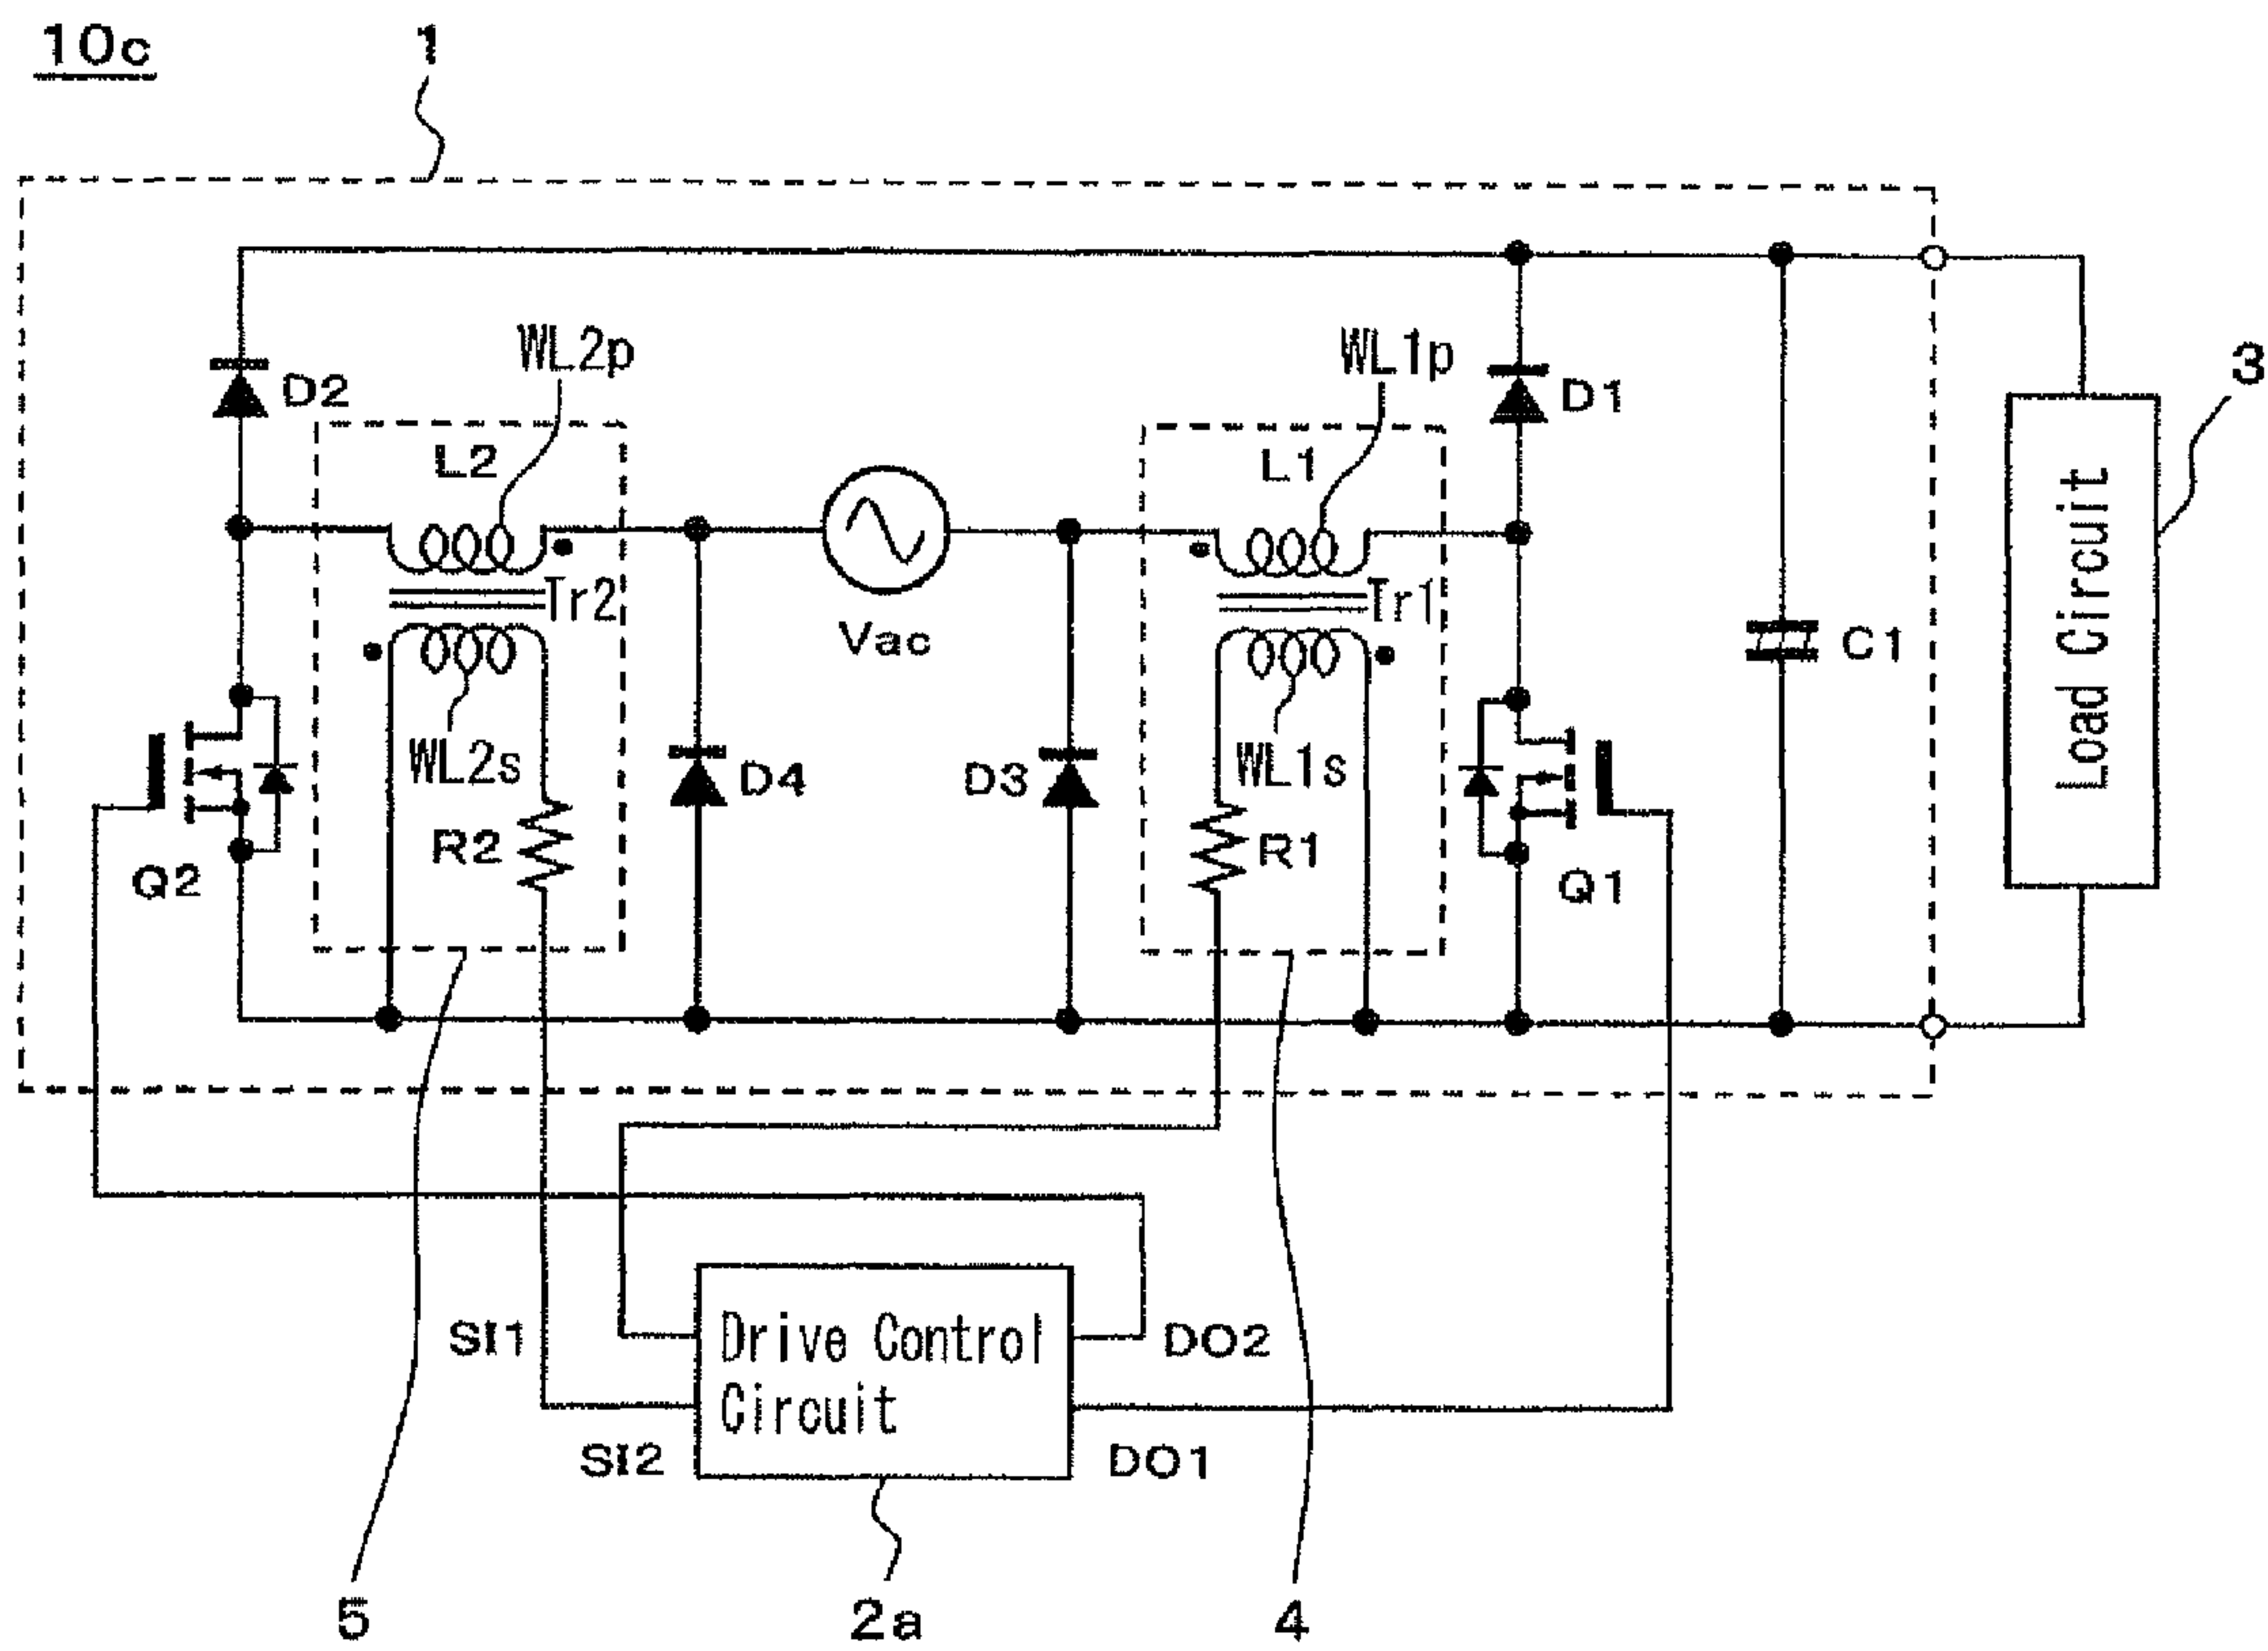 10c
1
WL2p
WL1p
3
D2
D1
L2
L1
Tr2
Tr1
Vac
C1
Load Circuit
WL2s
D4
D3
WL1s
R2
R1
Q2
Q1
SI1
Drive Control
Circuit
DO2
SI2
DO1
5
2a
4